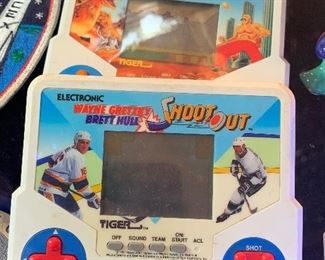 TIGER
ELECTRONIC
WAYNE GRETZKY
BRETT HULL
SHOOT OUT
TIGER
OFF SOUND TEAM ON/START ACL
SHOT